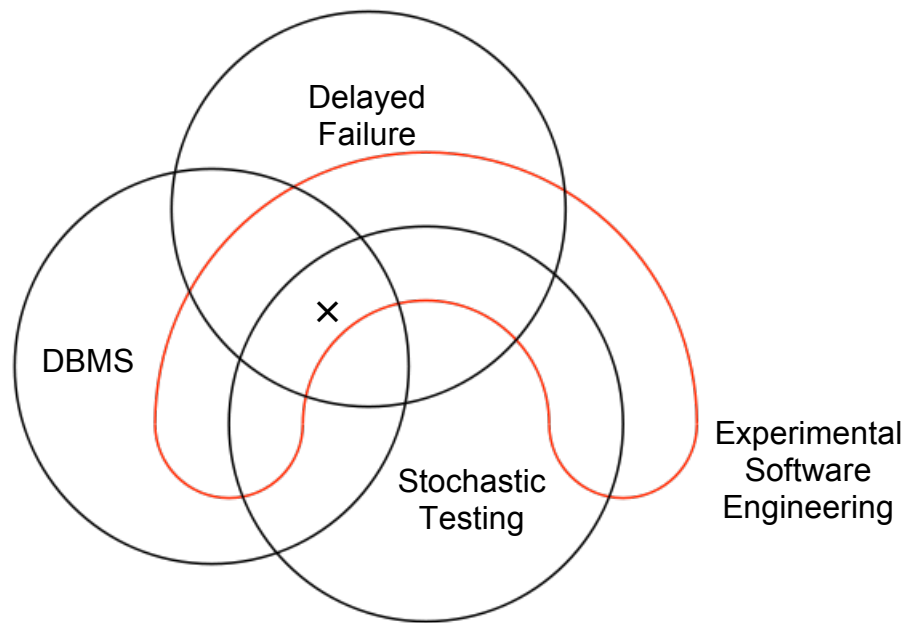 Delayed
Failure
DBMS
Stochastic
Testing
Experimental
Software
Engineering